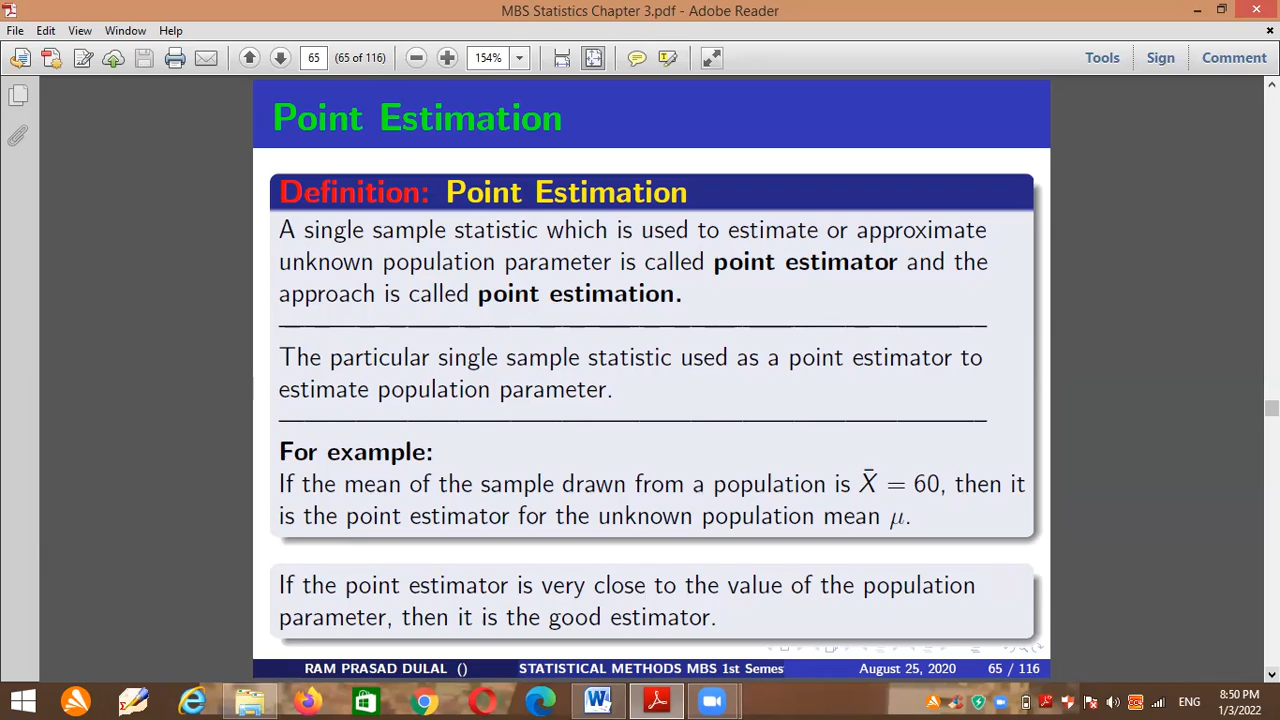 MBS Statistics Chapter 3.pdf - Adobe Reader
File Edit View Window Help
65 (65 of 116) 154% Tools Sign Comment
Point Estimation
Definition: Point Estimation
A single sample statistic which is used to estimate or approximate
unknown population parameter is called point estimator and the
approach is called point estimation.
The particular single sample statistic used as a point estimator to
estimate population parameter.
For example:
If the mean of the sample drawn from a population is X̄ = 60, then it
is the point estimator for the unknown population mean μ.
If the point estimator is very close to the value of the population
parameter, then it is the good estimator.
RAM PRASAD DULAL () STATISTICAL METHODS MBS 1st Semes August 25, 2020 65 / 116
ENG
8:50 PM
1/3/2022